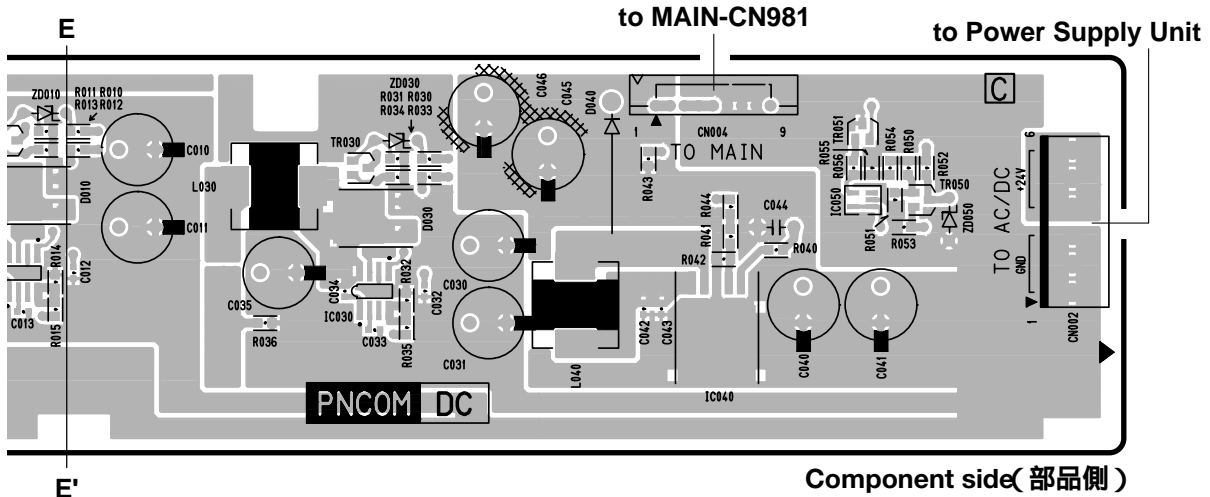 E
to MAIN-CN981
to Power Supply Unit
ZD010
R011 R010
R013 R012
C010
L030
D010
C011
R014
C012
C013
R015
TR030
ZD030
R031 R030
R034 R033
D030
C046
C045
D040
1
CN004
9
TO MAIN
R043
C
TR051
R055
R056
R054
R050
R052
IC050
TR050
R051
R053
ZD050
6
+24V
TO AC/DC
GND
1
CN002
R044
R041
R042
C044
R040
C035
R036
C034
IC030
R032
C032
C033
R035
C030
C031
L040
C042
C043
IC040
C040
C041
PNCOM DC
E'
Component side(部品側)